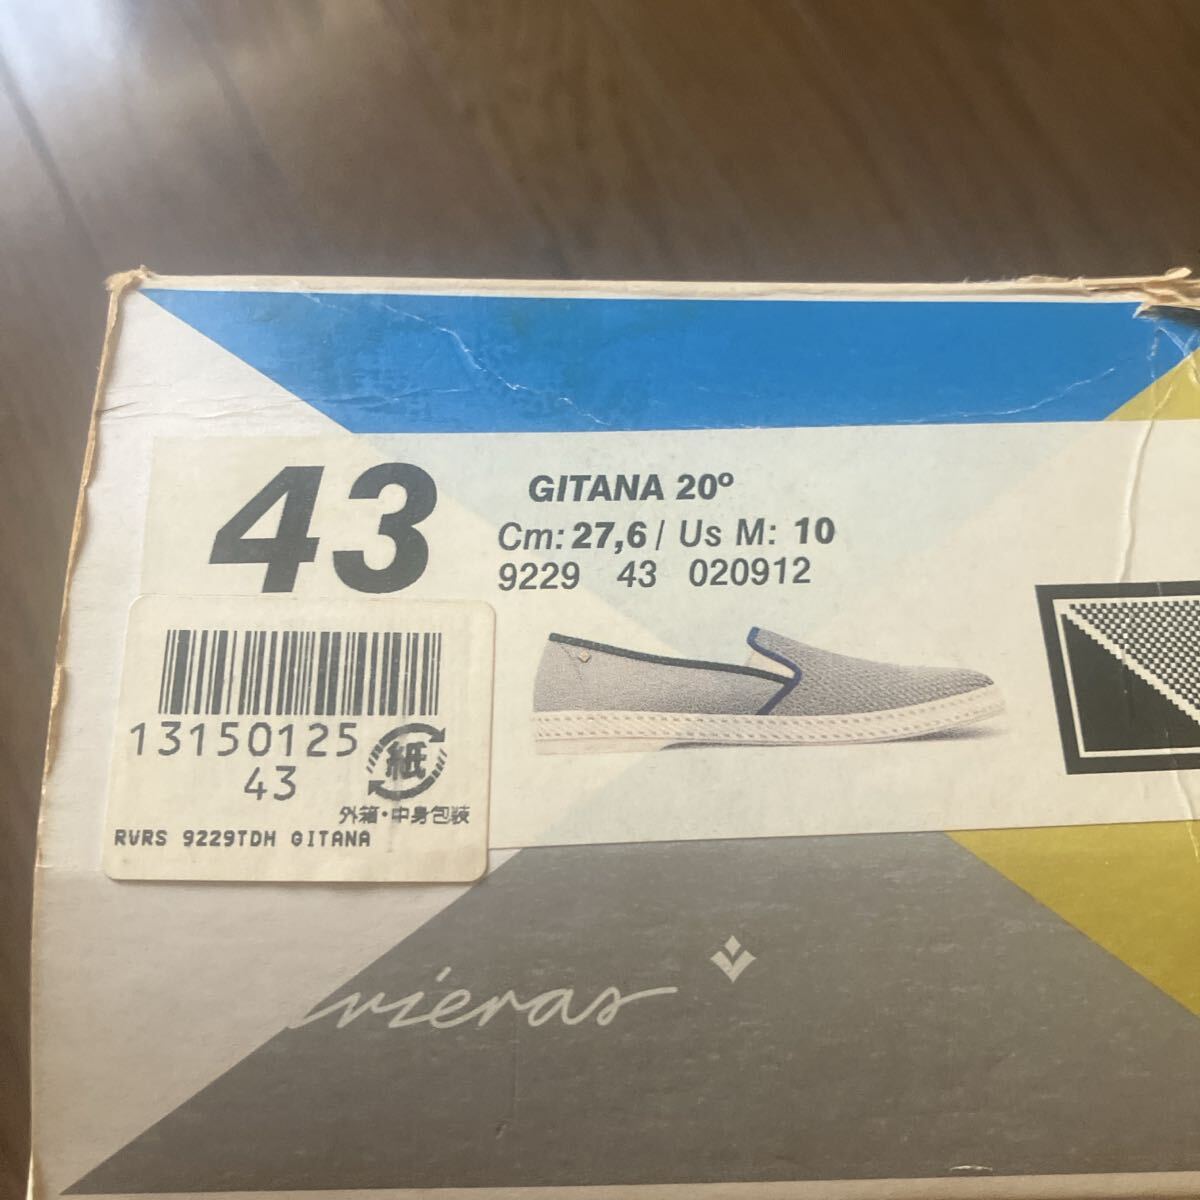 43
GITANA 20º
Cm: 27,6 / Us M: 10
9229 43 020912
13150125
43
紙
外箱・中身包装
RVRS 9229TDH GITANA
vieras